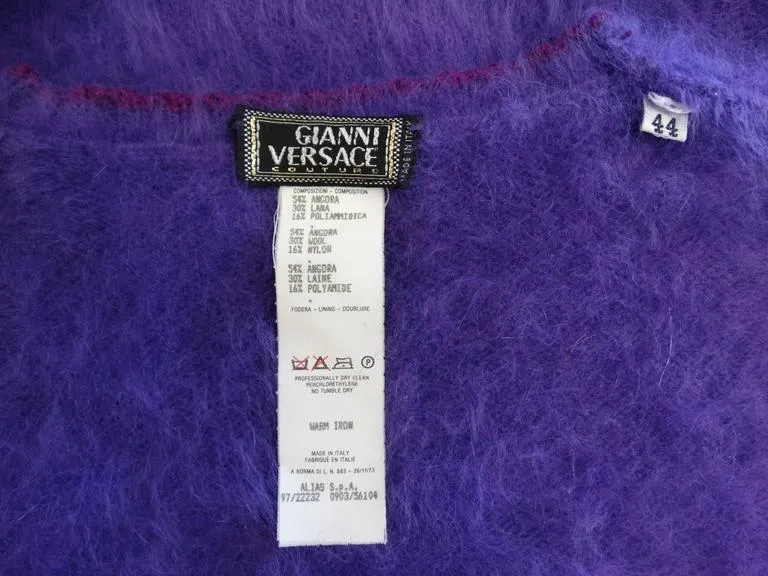 GIANNI
VERSACE
COUTURE
MADE IN ITALY
44
COMPOSIZIONI - COMPOSITION
54% ANGORA
30% LANA
16% POLIAMMIDICA
54% ANGORA
30% WOOL
16% NYLON
54% ANGORA
30% LAINE
16% POLYAMIDE
FODERA - LINING - DOUBLURE
P
PROFESSIONALLY DRY CLEAN
PERCHLORETHYLENE
NO TUMBLE DRY
WARM IRON
MADE IN ITALY
FABRIQUÉ EN ITALIE
A NORMA DI L. N. 883 - 26/11/73
ALIAS S.p.A.
97/22232 0903/56104